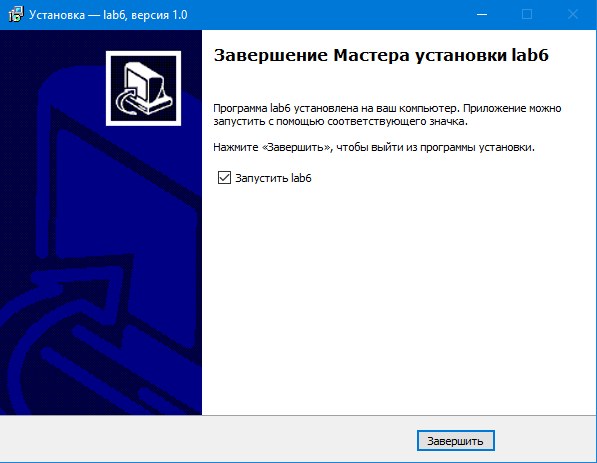 Установка — lab6, версия 1.0
Завершение Мастера установки lab6
Программа lab6 установлена на ваш компьютер. Приложение можно
запустить с помощью соответствующего значка.
Нажмите «Завершить», чтобы выйти из программы установки.
Запустить lab6
Завершить